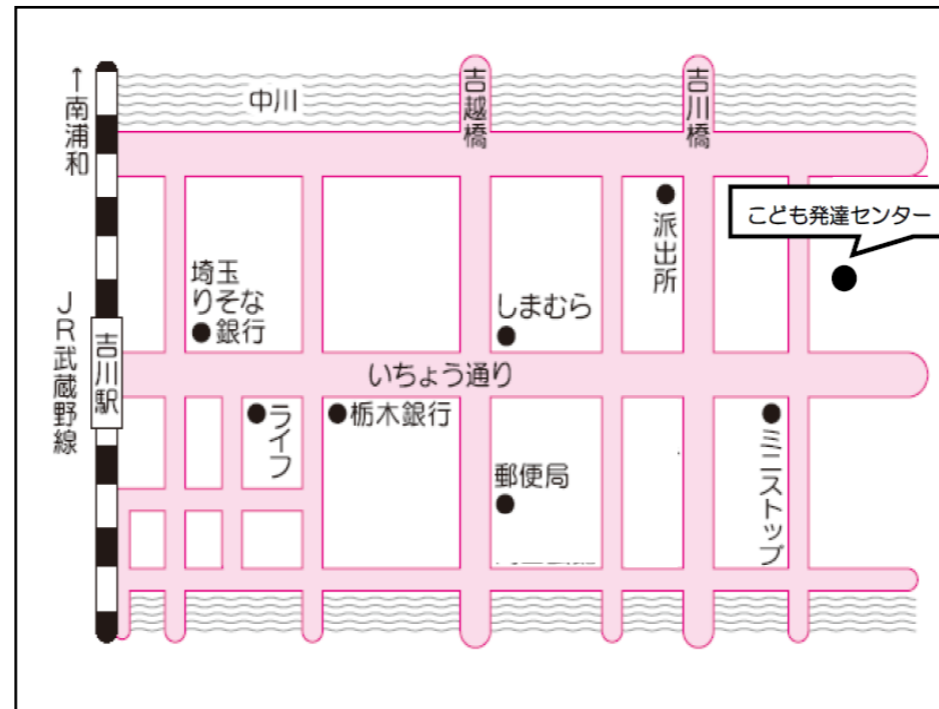 ↑南浦和
中川
吉越橋
吉川橋
こども発達センター
派出所
埼玉
りそな
銀行
しまむら
JR武蔵野線
吉川駅
いちょう通り
ライフ
栃木銀行
ミニストップ
郵便局